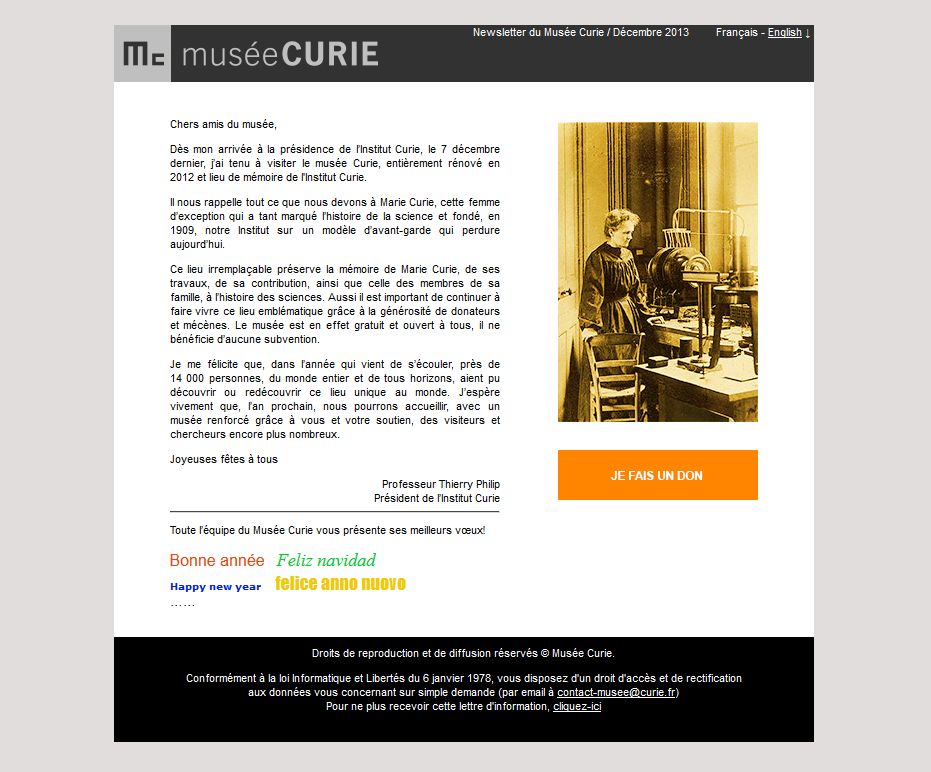 Mc muséeCURIE
Newsletter du Musée Curie / Décembre 2013 Français - English ↓
Chers amis du musée,
Dès mon arrivée à la présidence de l'Institut Curie, le 7 décembre
dernier, j'ai tenu à visiter le musée Curie, entièrement rénové en
2012 et lieu de mémoire de l'Institut Curie.
Il nous rappelle tout ce que nous devons à Marie Curie, cette femme
d'exception qui a tant marqué l'histoire de la science et fondé, en
1909, notre Institut sur un modèle d'avant-garde qui perdure
aujourd'hui.
Ce lieu irremplaçable préserve la mémoire de Marie Curie, de ses
travaux, de sa contribution, ainsi que celle des membres de sa
famille, à l'histoire des sciences. Aussi il est important de continuer à
faire vivre ce lieu emblématique grâce à la générosité de donateurs
et mécènes. Le musée est en effet gratuit et ouvert à tous, il ne
bénéficie d'aucune subvention.
Je me félicite que, dans l'année qui vient de s'écouler, près de
14 000 personnes, du monde entier et de tous horizons, aient pu
découvrir ou redécouvrir ce lieu unique au monde. J'espère
vivement que, l'an prochain, nous pourrons accueillir, avec un
musée renforcé grâce à vous et votre soutien, des visiteurs et
chercheurs encore plus nombreux.
Joyeuses fêtes à tous
Professeur Thierry Philip
Président de l'Institut Curie
JE FAIS UN DON
Toute l'équipe du Musée Curie vous présente ses meilleurs vœux!
Bonne année Feliz navidad
Happy new year felice anno nuovo
……
Droits de reproduction et de diffusion réservés © Musée Curie.
Conformément à la loi Informatique et Libertés du 6 janvier 1978, vous disposez d'un droit d'accès et de rectification
aux données vous concernant sur simple demande (par email à contact-musee@curie.fr)
Pour ne plus recevoir cette lettre d'information, cliquez-ici